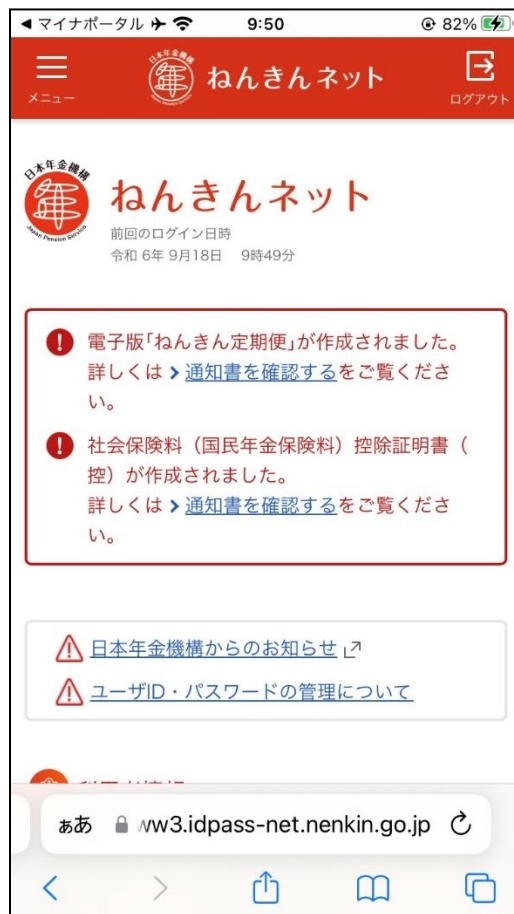 マイナポータル
9:50
82%
メニュー
ねんきんネット
ログアウト
日本年金機構
Japan Pension Service
ねんきんネット
前回のログイン日時
令和 6年 9月18日 9時49分
電子版「ねんきん定期便」が作成されました。
詳しくは 通知書を確認するをご覧くださ
い。
社会保険料（国民年金保険料）控除証明書（
控）が作成されました。
詳しくは 通知書を確認するをご覧くださ
い。
日本年金機構からのお知らせ
ユーザID・パスワードの管理について
ぁあ
ww3.idpass-net.nenkin.go.jp